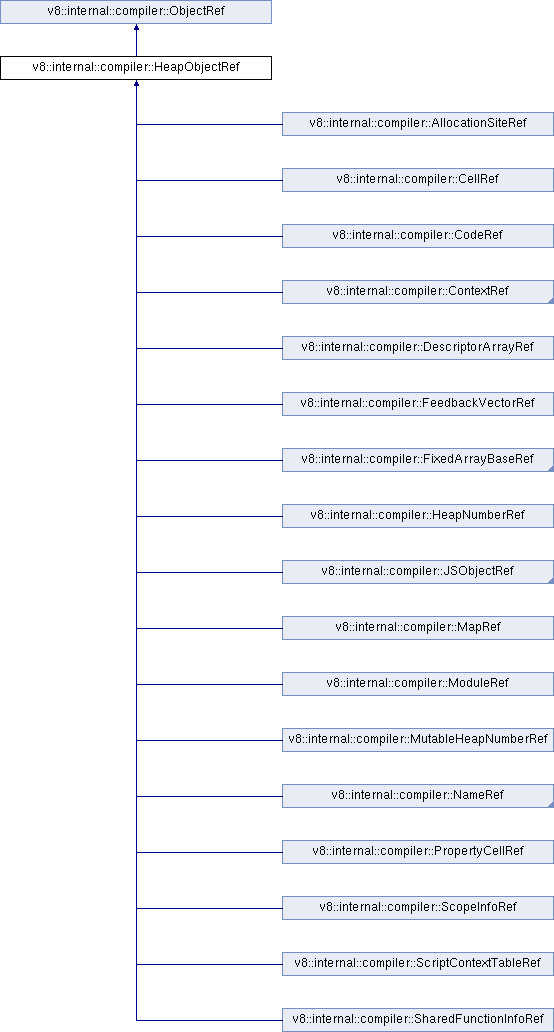 v8::internal::compiler::ObjectRef
v8::internal::compiler::HeapObjectRef
v8::internal::compiler::AllocationSiteRef
v8::internal::compiler::CellRef
v8::internal::compiler::CodeRef
v8::internal::compiler::ContextRef
v8::internal::compiler::DescriptorArrayRef
v8::internal::compiler::FeedbackVectorRef
v8::internal::compiler::FixedArrayBaseRef
v8::internal::compiler::HeapNumberRef
v8::internal::compiler::JSObjectRef
v8::internal::compiler::MapRef
v8::internal::compiler::ModuleRef
v8::internal::compiler::MutableHeapNumberRef
v8::internal::compiler::NameRef
v8::internal::compiler::PropertyCellRef
v8::internal::compiler::ScopeInfoRef
v8::internal::compiler::ScriptContextTableRef
v8::internal::compiler::SharedFunctionInfoRef